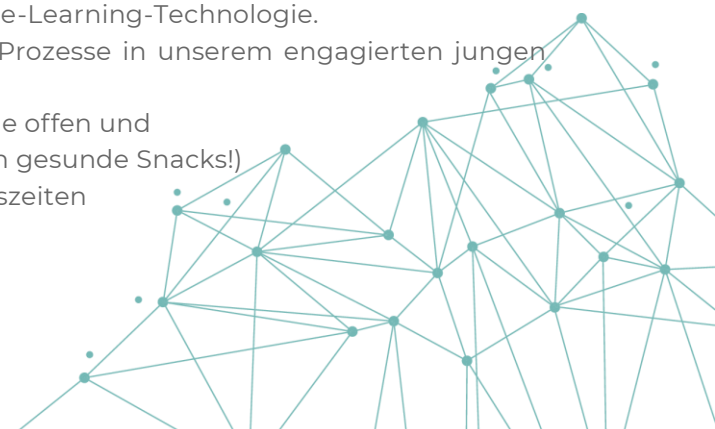 e-Learning-Technologie.
Prozesse in unserem engagierten jungen
e offen und
n gesunde Snacks!)
szeiten